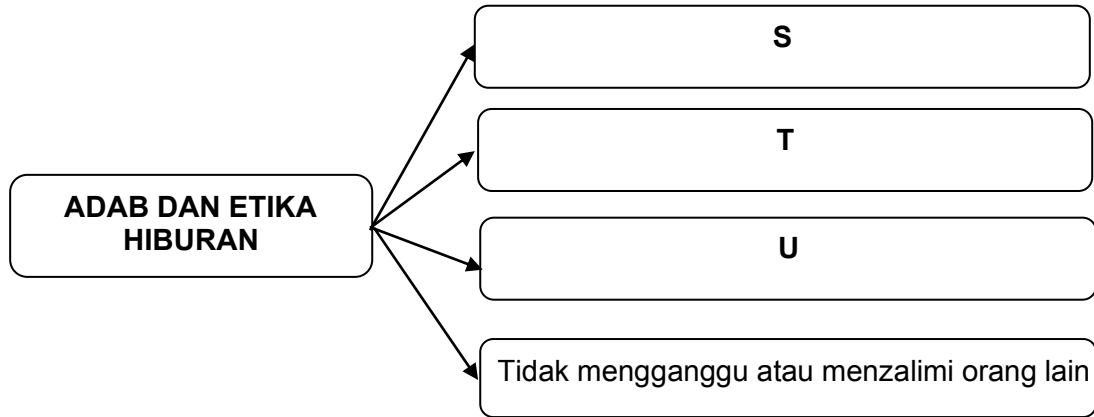 S
T
ADAB DAN ETIKA
HIBURAN
U
Tidak mengganggu atau menzalimi orang lain